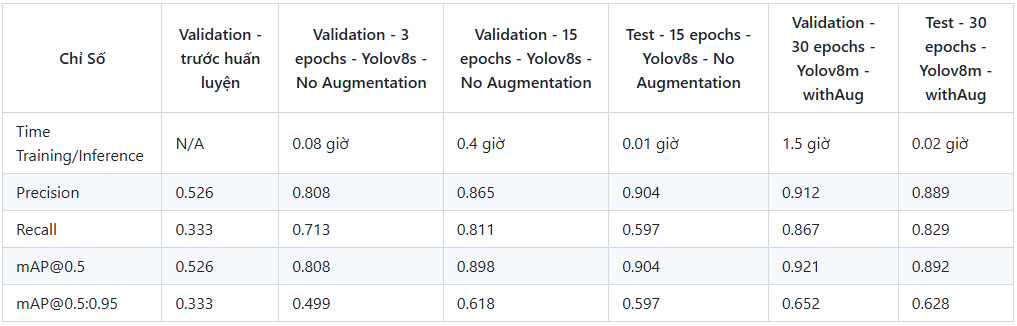 Chỉ Số | Validation - trước huấn luyện | Validation - 3 epochs - Yolov8s - No Augmentation | Validation - 15 epochs - Yolov8s - No Augmentation | Test - 15 epochs - Yolov8s - No Augmentation | Validation - 30 epochs - Yolov8m - withAug | Test - 30 epochs - Yolov8m - withAug
Time Training/Inference | N/A | 0.08 giờ | 0.4 giờ | 0.01 giờ | 1.5 giờ | 0.02 giờ
Precision | 0.526 | 0.808 | 0.865 | 0.904 | 0.912 | 0.889
Recall | 0.333 | 0.713 | 0.811 | 0.597 | 0.867 | 0.829
mAP@0.5 | 0.526 | 0.808 | 0.898 | 0.904 | 0.921 | 0.892
mAP@0.5:0.95 | 0.333 | 0.499 | 0.618 | 0.597 | 0.652 | 0.628